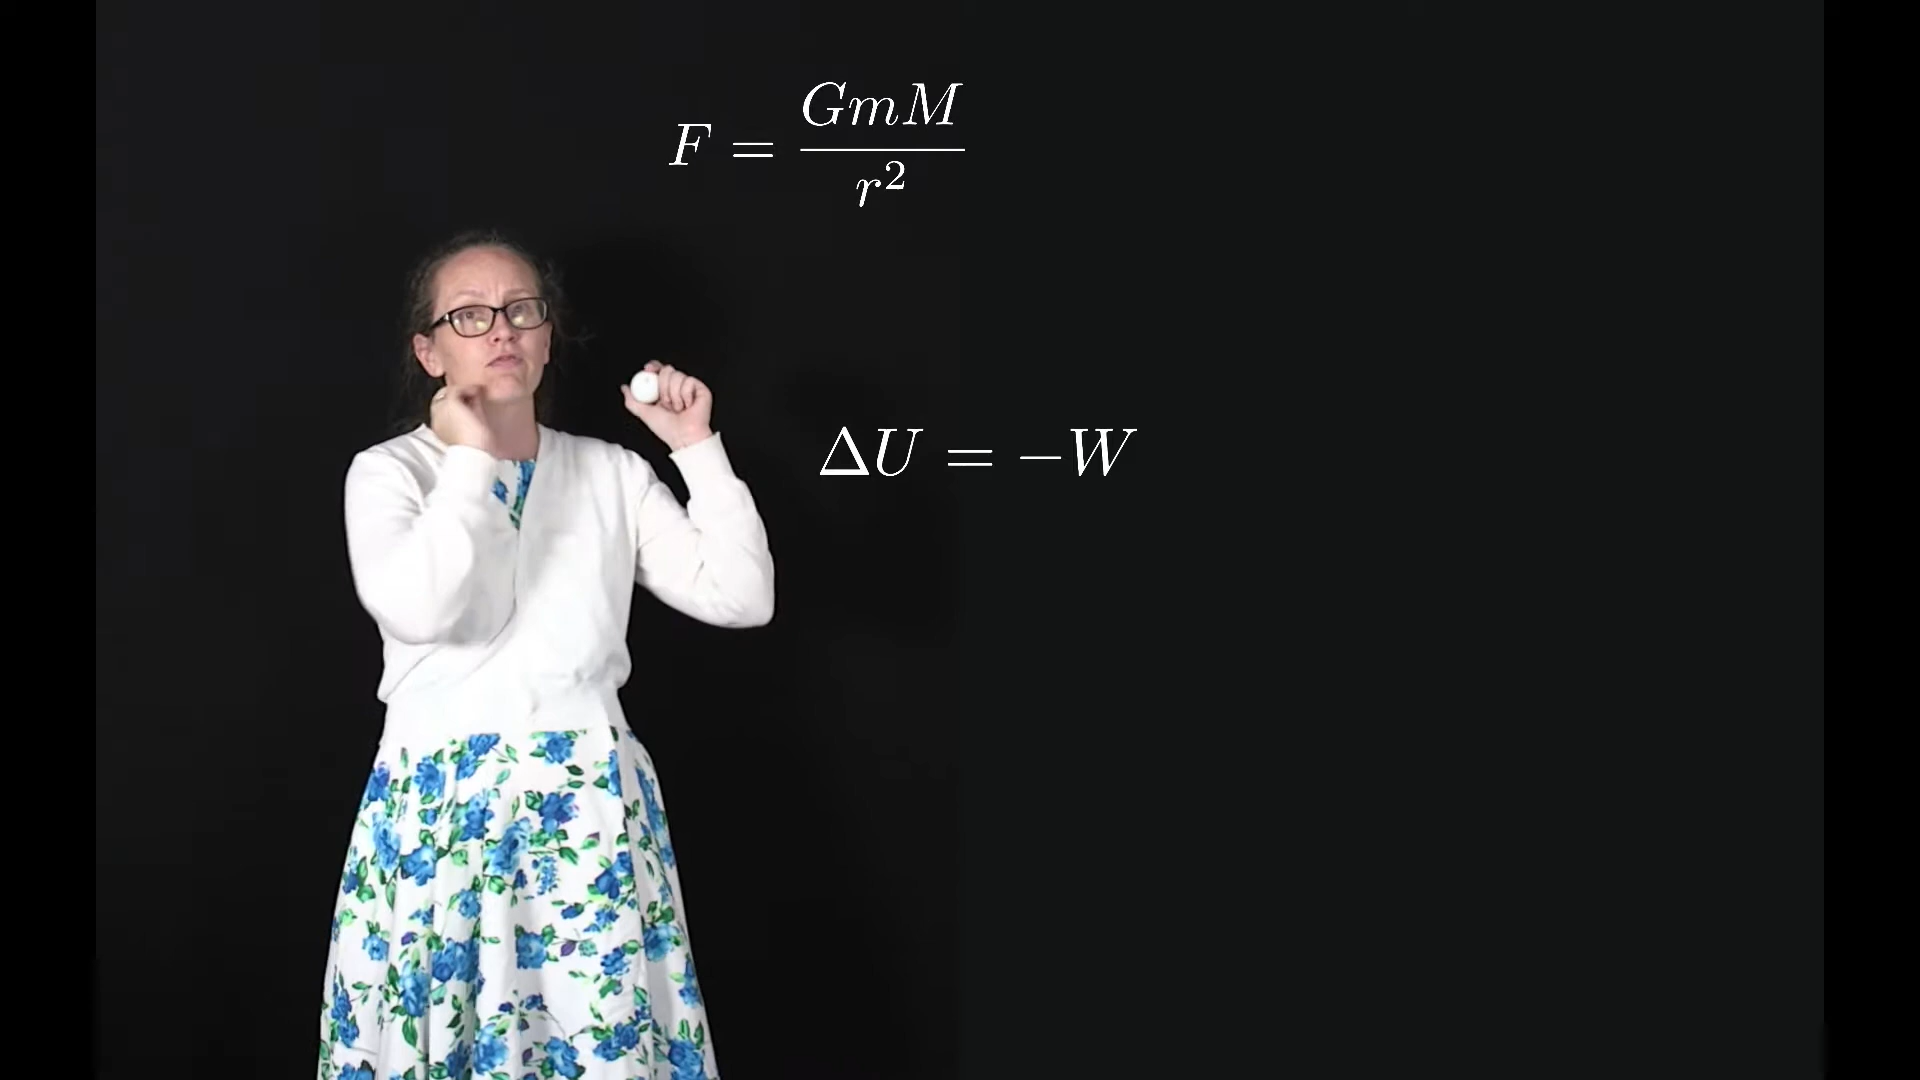 F = GmM / r²
ΔU = −W